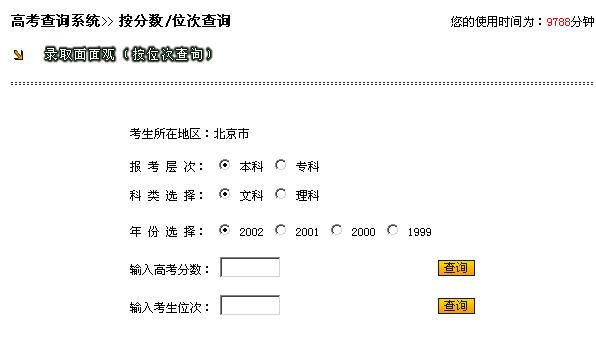 高考查询系统>> 按分数/位次查询 您的使用时间为：9788分钟
录取面面观（按位次查询）
考生所在地区：北京市
报 考 层 次： 本科 专科
科 类 选 择： 文科 理科
年 份 选 择： 2002 2001 2000 1999
输入高考分数： 查询
输入考生位次： 查询